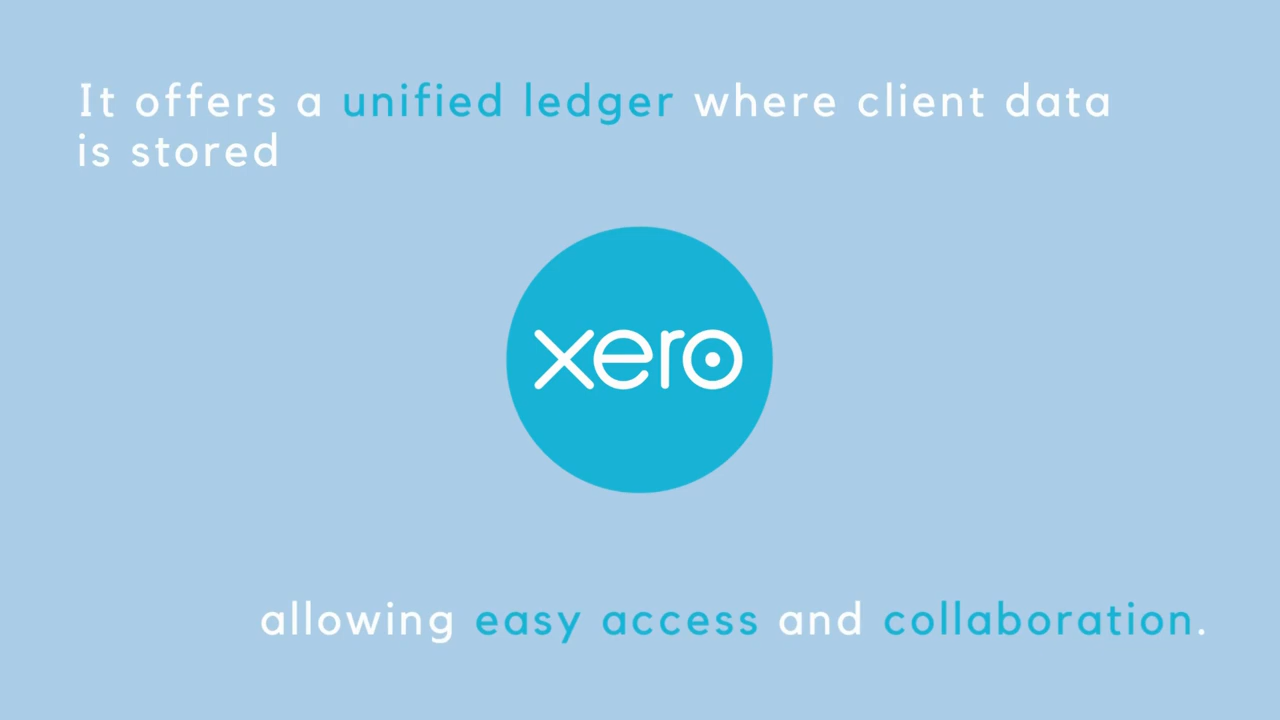 It offers a unified ledger where client data
is stored
xero
allowing easy access and collaboration.